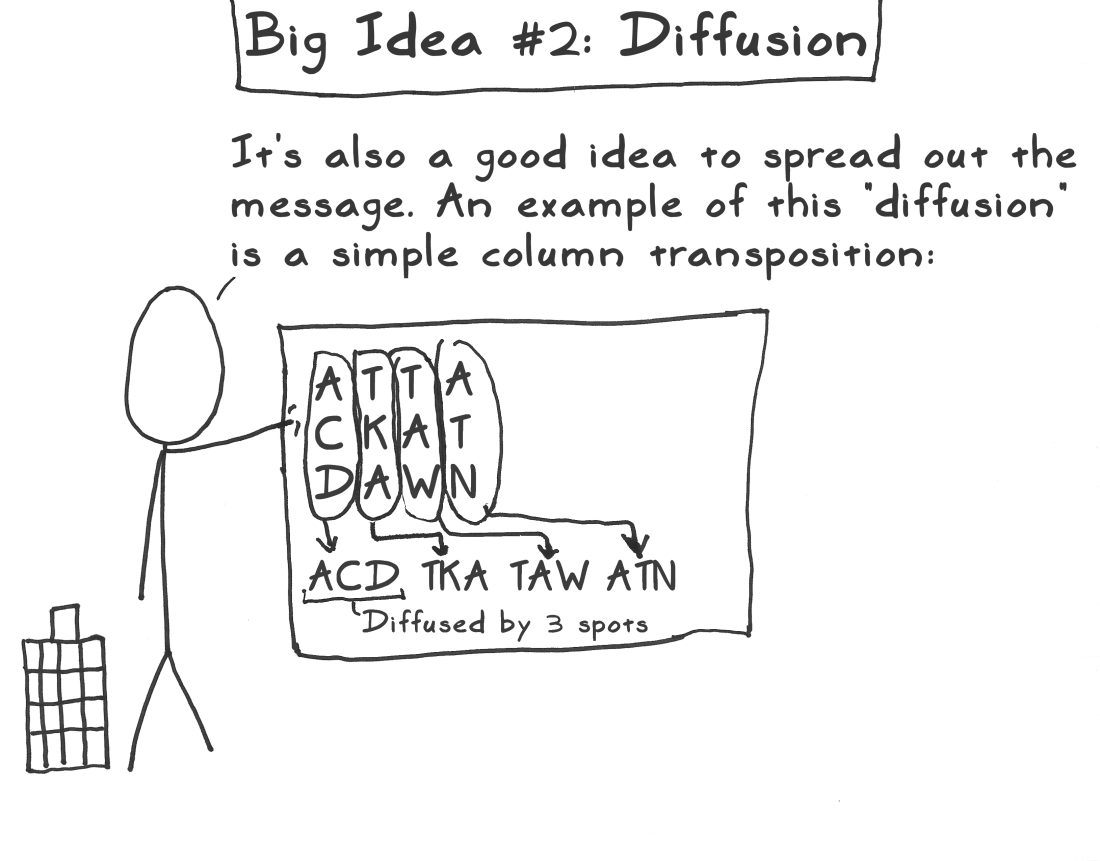 Big Idea #2: Diffusion
It's also a good idea to spread out the
message. An example of this "diffusion"
is a simple column transposition:
A T T A
C K A T
D A W N
ACD TKA TAW ATN
Diffused by 3 spots